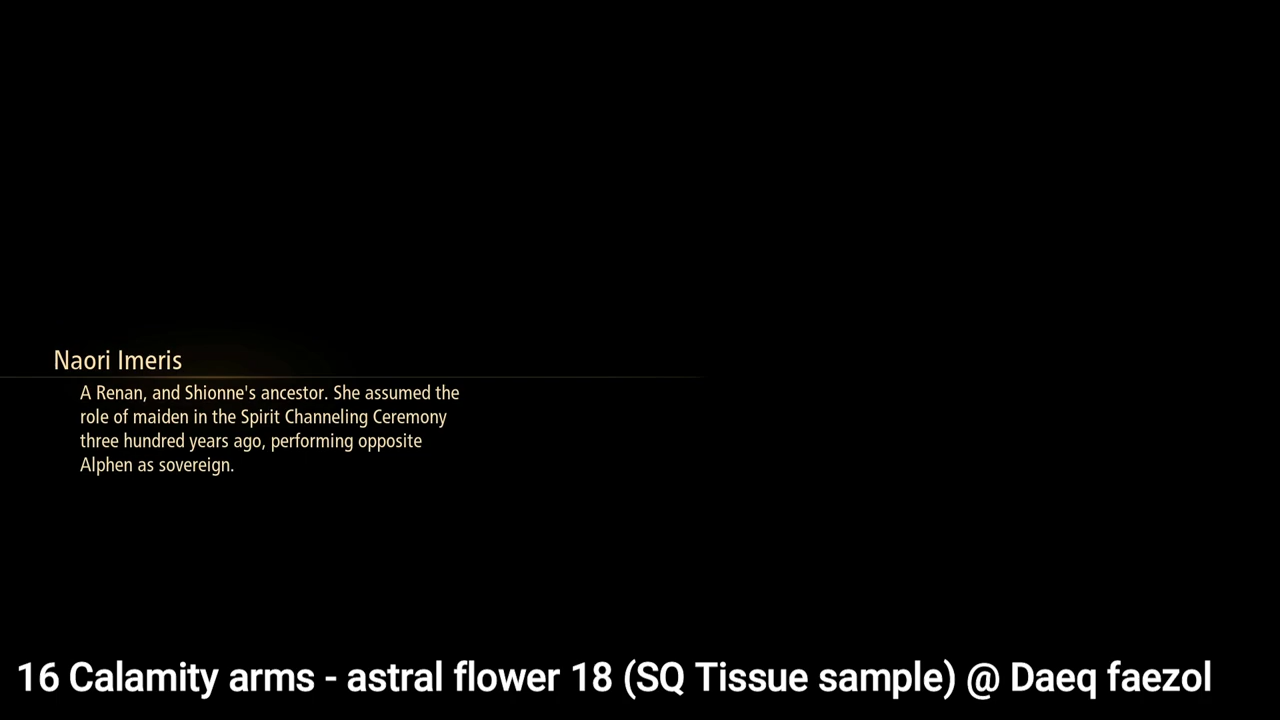 Naori Imeris
A Renan, and Shionne's ancestor. She assumed the
role of maiden in the Spirit Channeling Ceremony
three hundred years ago, performing opposite
Alphen as sovereign.
16 Calamity arms - astral flower 18 (SQ Tissue sample) @ Daeq faezol